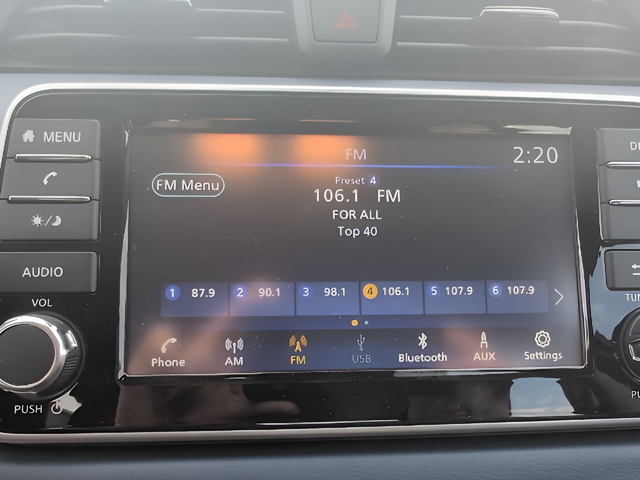 MENU
AUDIO
VOL
PUSH
FM
2:20
FM Menu
Preset 4
106.1 FM
FOR ALL
Top 40
1 87.9 2 90.1 3 98.1 4 106.1 5 107.9 6 107.9
Phone AM FM USB Bluetooth AUX Settings